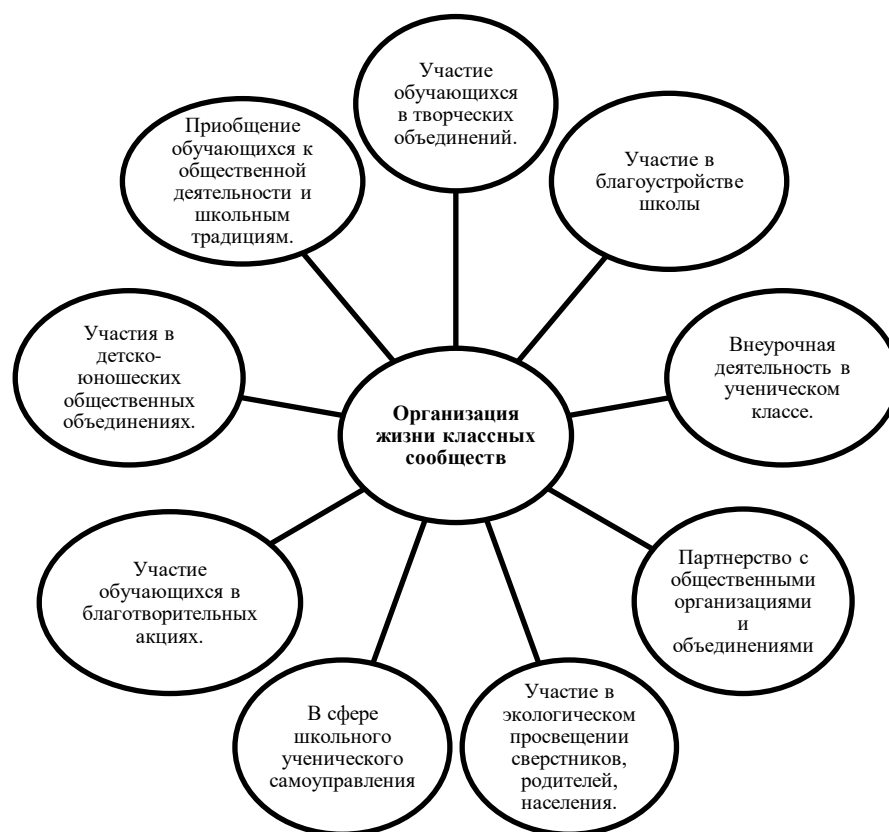 Участие
обучающихся
в творческих
объединений.
Участие в
благоустройстве
школы
Внеурочная
деятельность в
ученическом
классе.
Партнерство с
общественными
организациями
и
объединениями
Участие в
экологическом
просвещении
сверстников,
родителей,
населения.
В сфере
школьного
ученического
самоуправления
Участие
обучающихся в
благотворительных
акциях.
Участия в
детско-
юношеских
общественных
объединениях.
Приобщение
обучающихся к
общественной
деятельности и
школьным
традициям.
Организация
жизни классных
сообществ